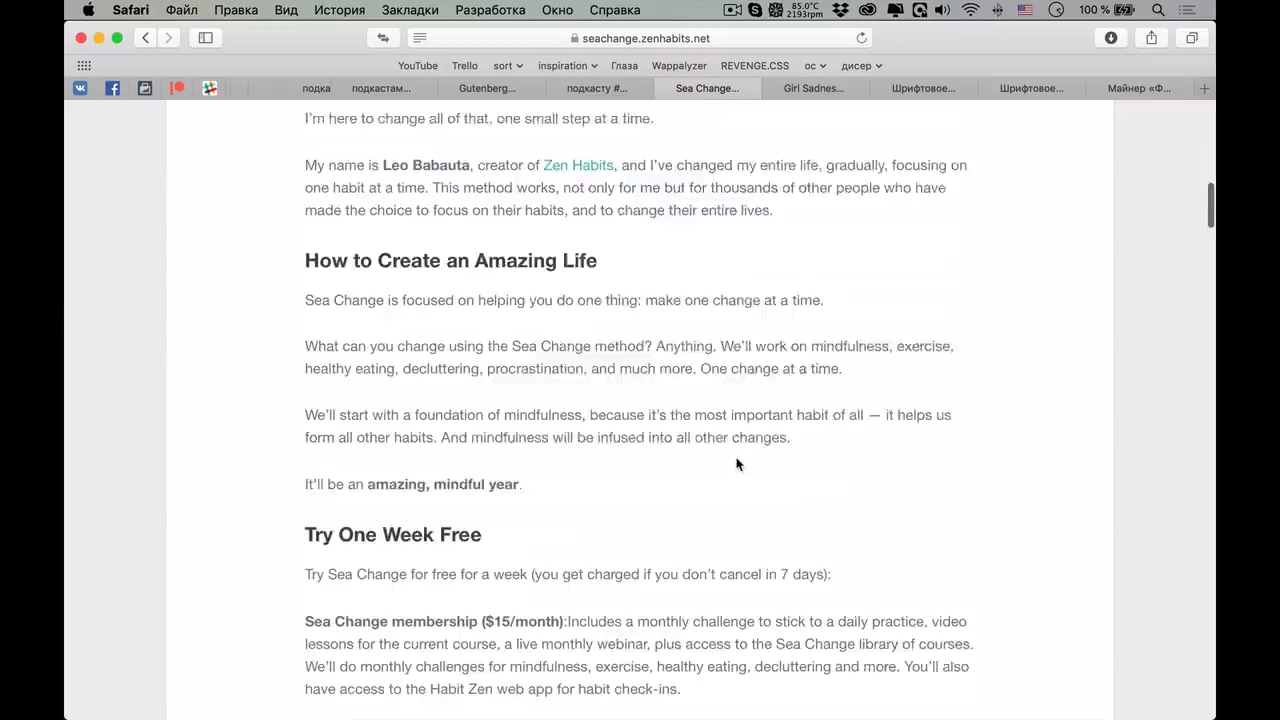 Safari Файл Правка Вид История Закладки Разработка Окно Справка 85.0°C 2193rpm 100 %
seachange.zenhabits.net
YouTube Trello sort inspiration Глаза Wappalyzer REVENGE.CSS ос дисер
подка подкастам... Gutenberg... подкасту #... Sea Change... Girl Sadnes... Шрифтовое... Шрифтовое... Майнер «Ф...
I'm here to change all of that, one small step at a time.
My name is Leo Babauta, creator of Zen Habits, and I've changed my entire life, gradually, focusing on
one habit at a time. This method works, not only for me but for thousands of other people who have
made the choice to focus on their habits, and to change their entire lives.
How to Create an Amazing Life
Sea Change is focused on helping you do one thing: make one change at a time.
What can you change using the Sea Change method? Anything. We'll work on mindfulness, exercise,
healthy eating, decluttering, procrastination, and much more. One change at a time.
We'll start with a foundation of mindfulness, because it's the most important habit of all — it helps us
form all other habits. And mindfulness will be infused into all other changes.
It'll be an amazing, mindful year.
Try One Week Free
Try Sea Change for free for a week (you get charged if you don't cancel in 7 days):
Sea Change membership ($15/month):Includes a monthly challenge to stick to a daily practice, video
lessons for the current course, a live monthly webinar, plus access to the Sea Change library of courses.
We'll do monthly challenges for mindfulness, exercise, healthy eating, decluttering and more. You'll also
have access to the Habit Zen web app for habit check-ins.